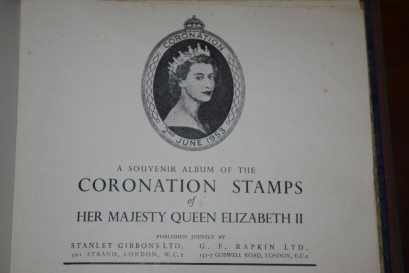 CORONATION
2ND JUNE 1953
A SOUVENIR ALBUM OF THE
CORONATION STAMPS
of
HER MAJESTY QUEEN ELIZABETH II
PUBLISHED JOINTLY BY
STANLEY GIBBONS LTD. G. F. RAPKIN LTD.
391 STRAND, LONDON, W.C.2 GOSWELL ROAD, LONDON, E.C.1